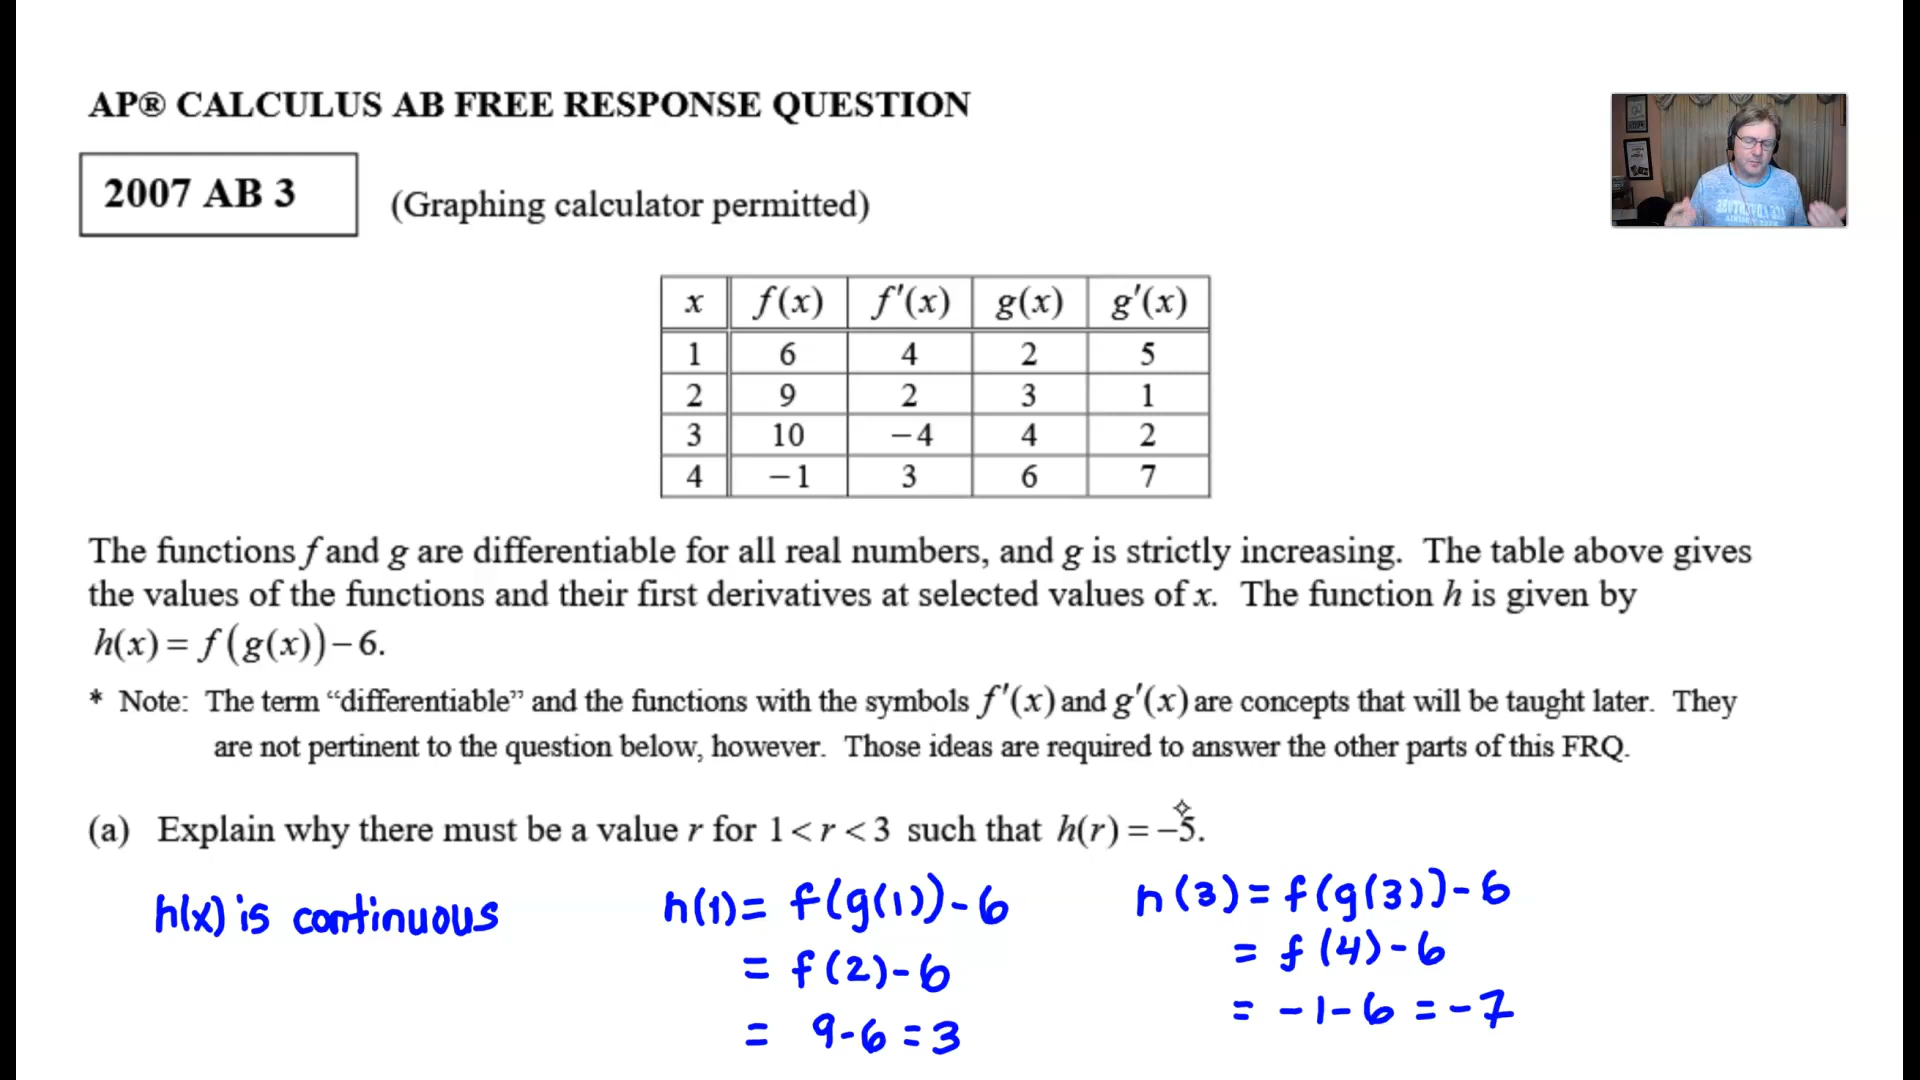 AP® CALCULUS AB FREE RESPONSE QUESTION
2007 AB 3
(Graphing calculator permitted)
x f(x) f′(x) g(x) g′(x)
1 6 4 2 5
2 9 2 3 1
3 10 −4 4 2
4 −1 3 6 7
The functions f and g are differentiable for all real numbers, and g is strictly increasing. The table above gives
the values of the functions and their first derivatives at selected values of x. The function h is given by
h(x) = f(g(x)) − 6.
* Note: The term “differentiable” and the functions with the symbols f′(x) and g′(x) are concepts that will be taught later. They
are not pertinent to the question below, however. Those ideas are required to answer the other parts of this FRQ.
(a) Explain why there must be a value r for 1 < r < 3 such that h(r) = −5.
h(x) is continuous
h(1) = f(g(1)) - 6
= f(2) - 6
= 9 - 6 = 3
h(3) = f(g(3)) - 6
= f(4) - 6
= -1 - 6 = -7